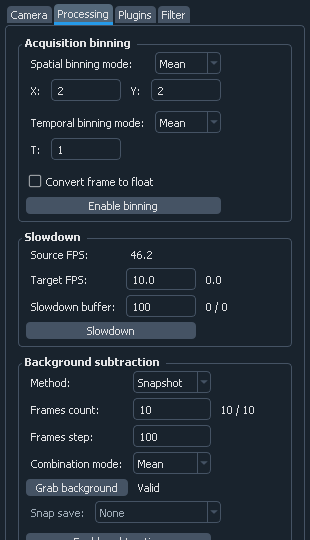 Camera Processing Plugins Filter
Acquisition binning
Spatial binning mode: Mean
X: 2 Y: 2
Temporal binning mode: Mean
T: 1
Convert frame to float
Enable binning
Slowdown
Source FPS: 46.2
Target FPS: 10.0 0.0
Slowdown buffer: 100 0 / 0
Slowdown
Background subtraction
Method: Snapshot
Frames count: 10 10 / 10
Frames step: 100
Combination mode: Mean
Grab background Valid
Snap save: None